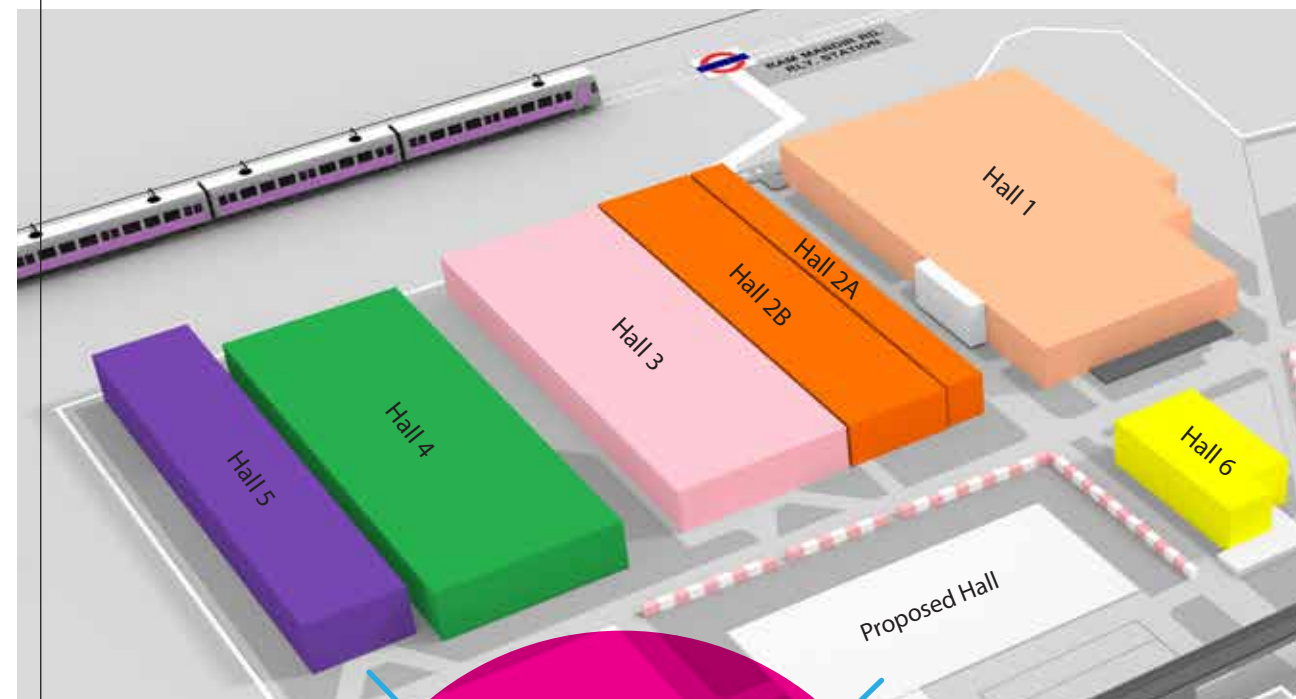 RAM MANDIR RD.
RLY. STATION
Hall 1
Hall 2A
Hall 2B
Hall 3
Hall 4
Hall 5
Hall 6
Proposed Hall